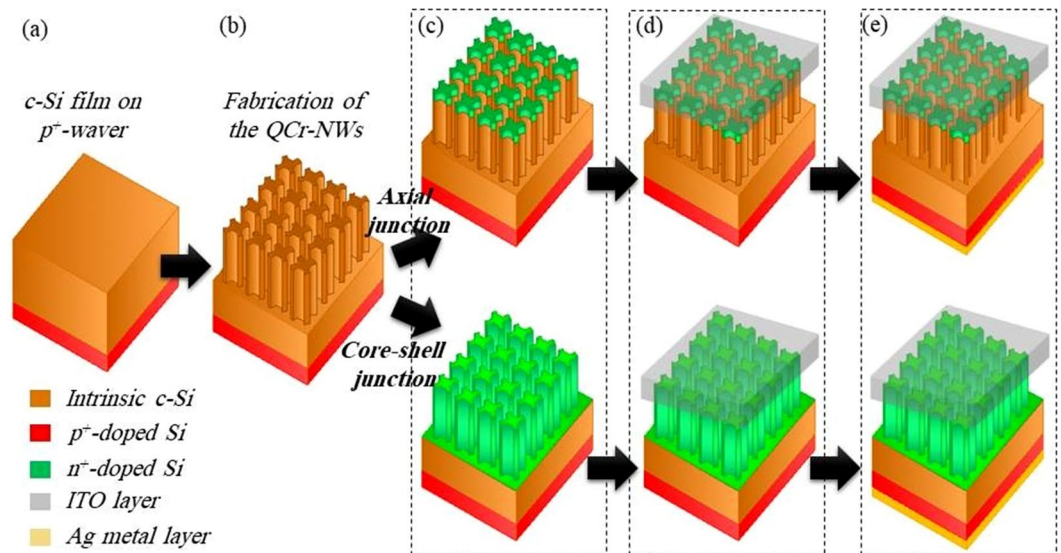 (a)
c-Si film on
p⁺-waver
(b)
Fabrication of
the QCr-NWs
Axial
junction
Core-shell
junction
(c)
(d)
(e)
Intrinsic c-Si
p⁺-doped Si
n⁺-doped Si
ITO layer
Ag metal layer